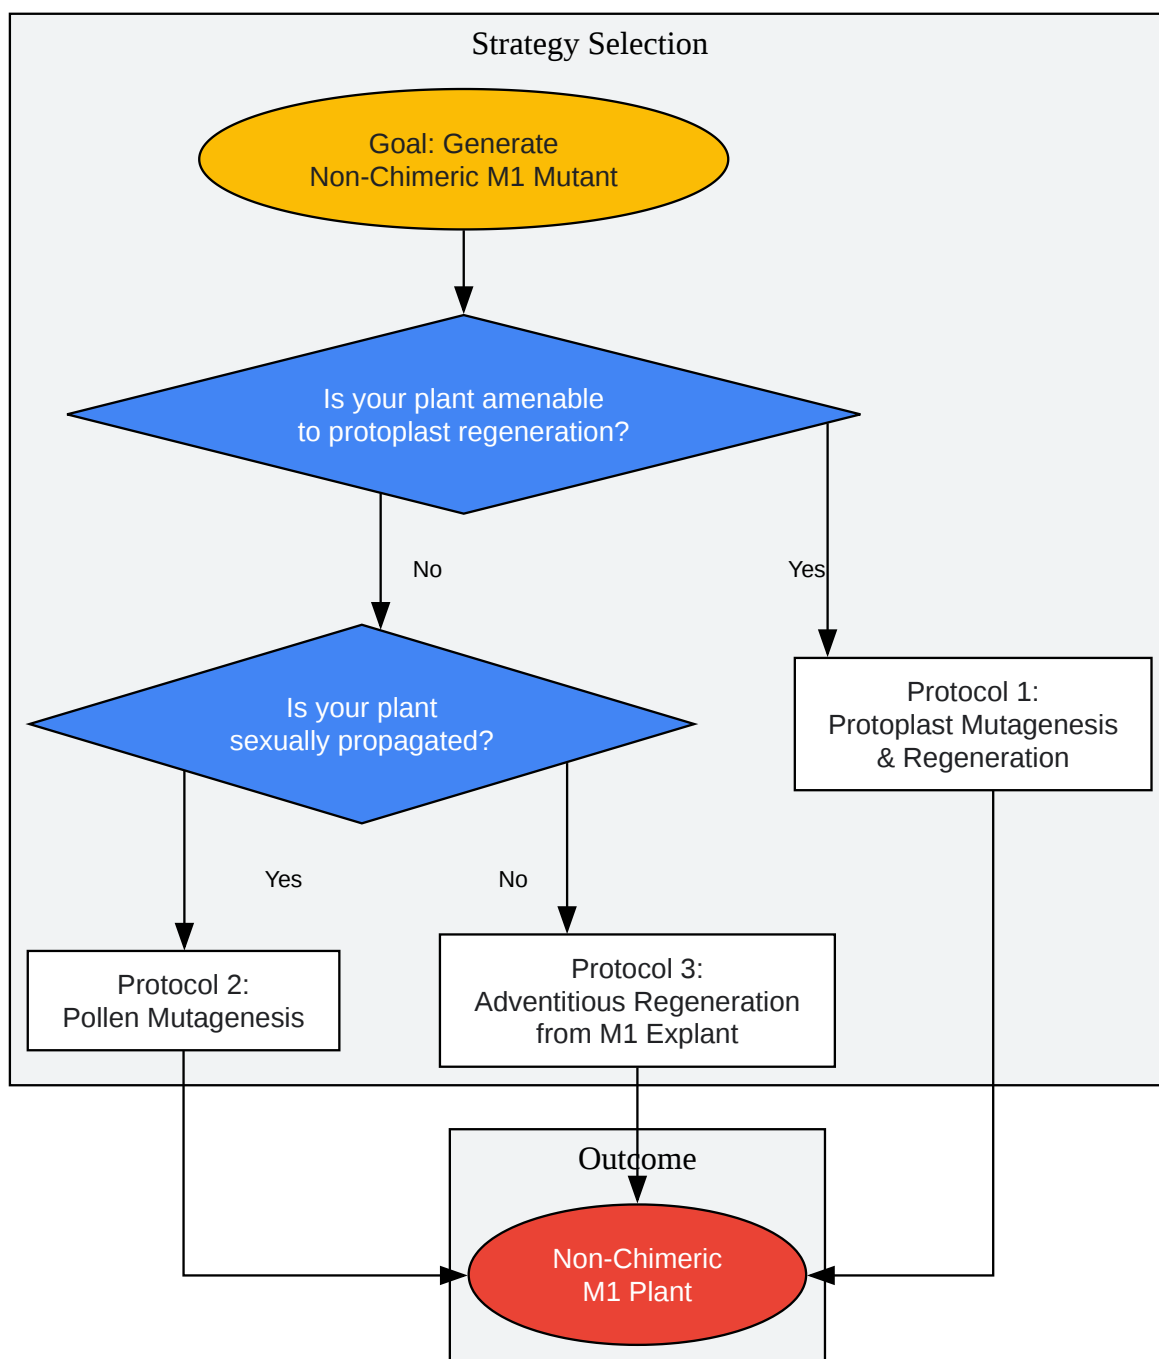 Strategy Selection
Goal: Generate
Non-Chimeric M1 Mutant
Is your plant amenable
to protoplast regeneration?
No
Yes
Is your plant
sexually propagated?
Protocol 1:
Protoplast Mutagenesis
& Regeneration
Yes
No
Protocol 2:
Pollen Mutagenesis
Protocol 3:
Adventitious Regeneration
from M1 Explant
Outcome
Non-Chimeric
M1 Plant